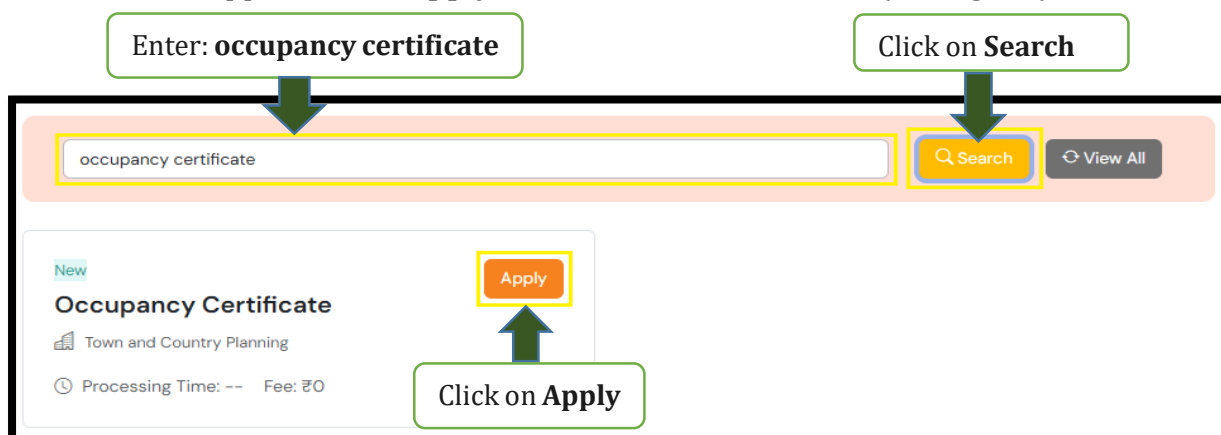 Enter: occupancy certificate
Click on Search
occupancy certificate
Search
View All
New
Apply
Occupancy Certificate
Town and Country Planning
Processing Time: -- Fee: ₹0
Click on Apply